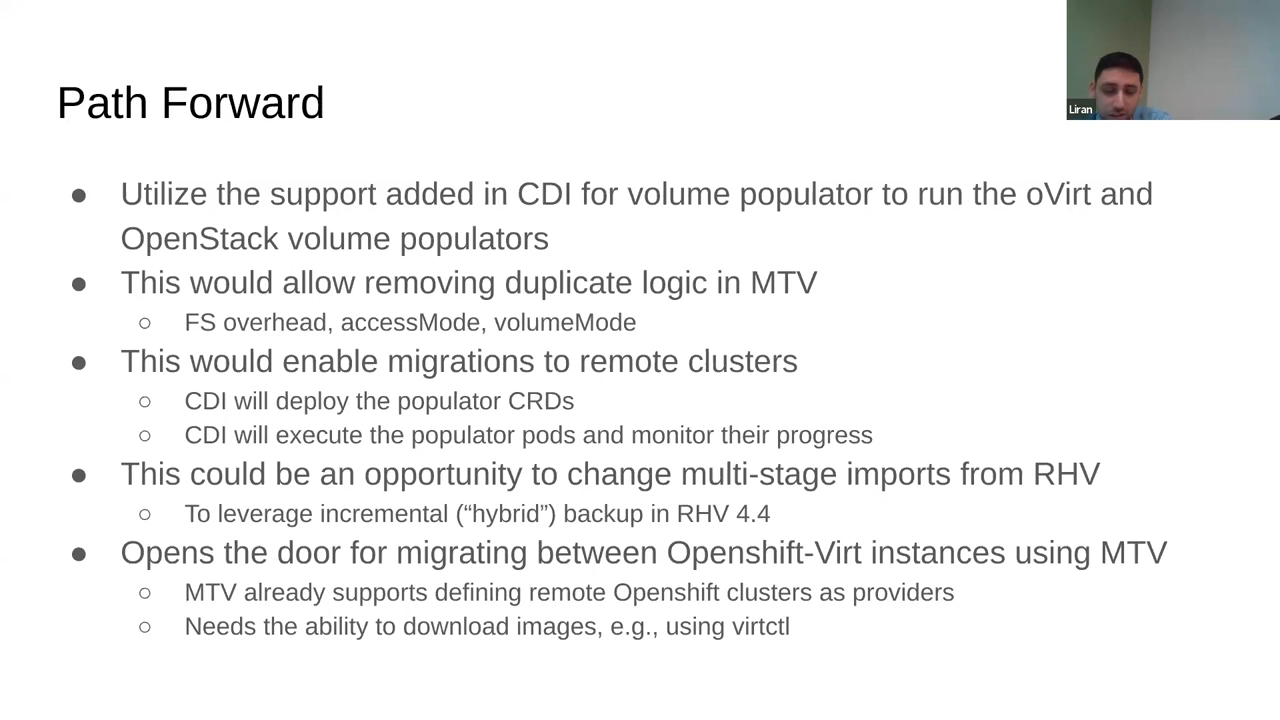 Path Forward
Liran
● Utilize the support added in CDI for volume populator to run the oVirt and
OpenStack volume populators
● This would allow removing duplicate logic in MTV
○ FS overhead, accessMode, volumeMode
● This would enable migrations to remote clusters
○ CDI will deploy the populator CRDs
○ CDI will execute the populator pods and monitor their progress
● This could be an opportunity to change multi-stage imports from RHV
○ To leverage incremental (“hybrid”) backup in RHV 4.4
● Opens the door for migrating between Openshift-Virt instances using MTV
○ MTV already supports defining remote Openshift clusters as providers
○ Needs the ability to download images, e.g., using virtctl